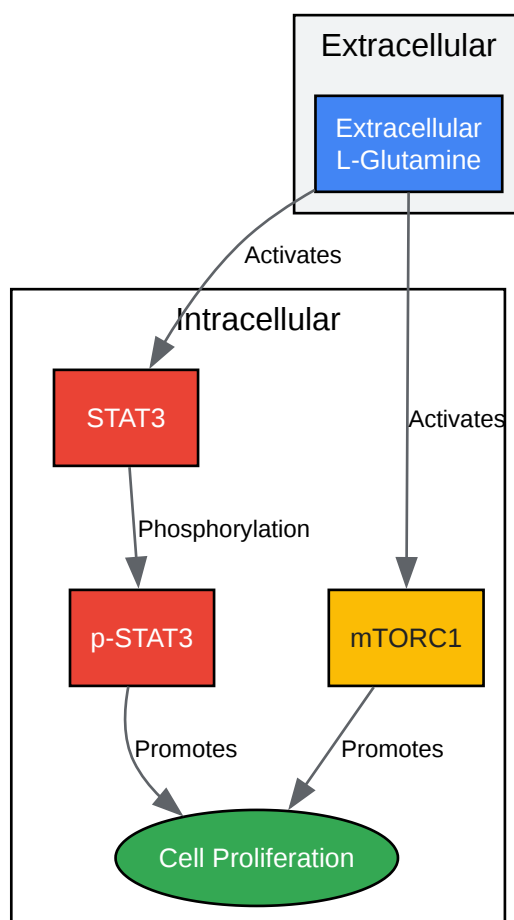 Extracellular
Extracellular
L-Glutamine
Activates
Intracellular
STAT3
Activates
Phosphorylation
p-STAT3
mTORC1
Promotes
Promotes
Cell Proliferation